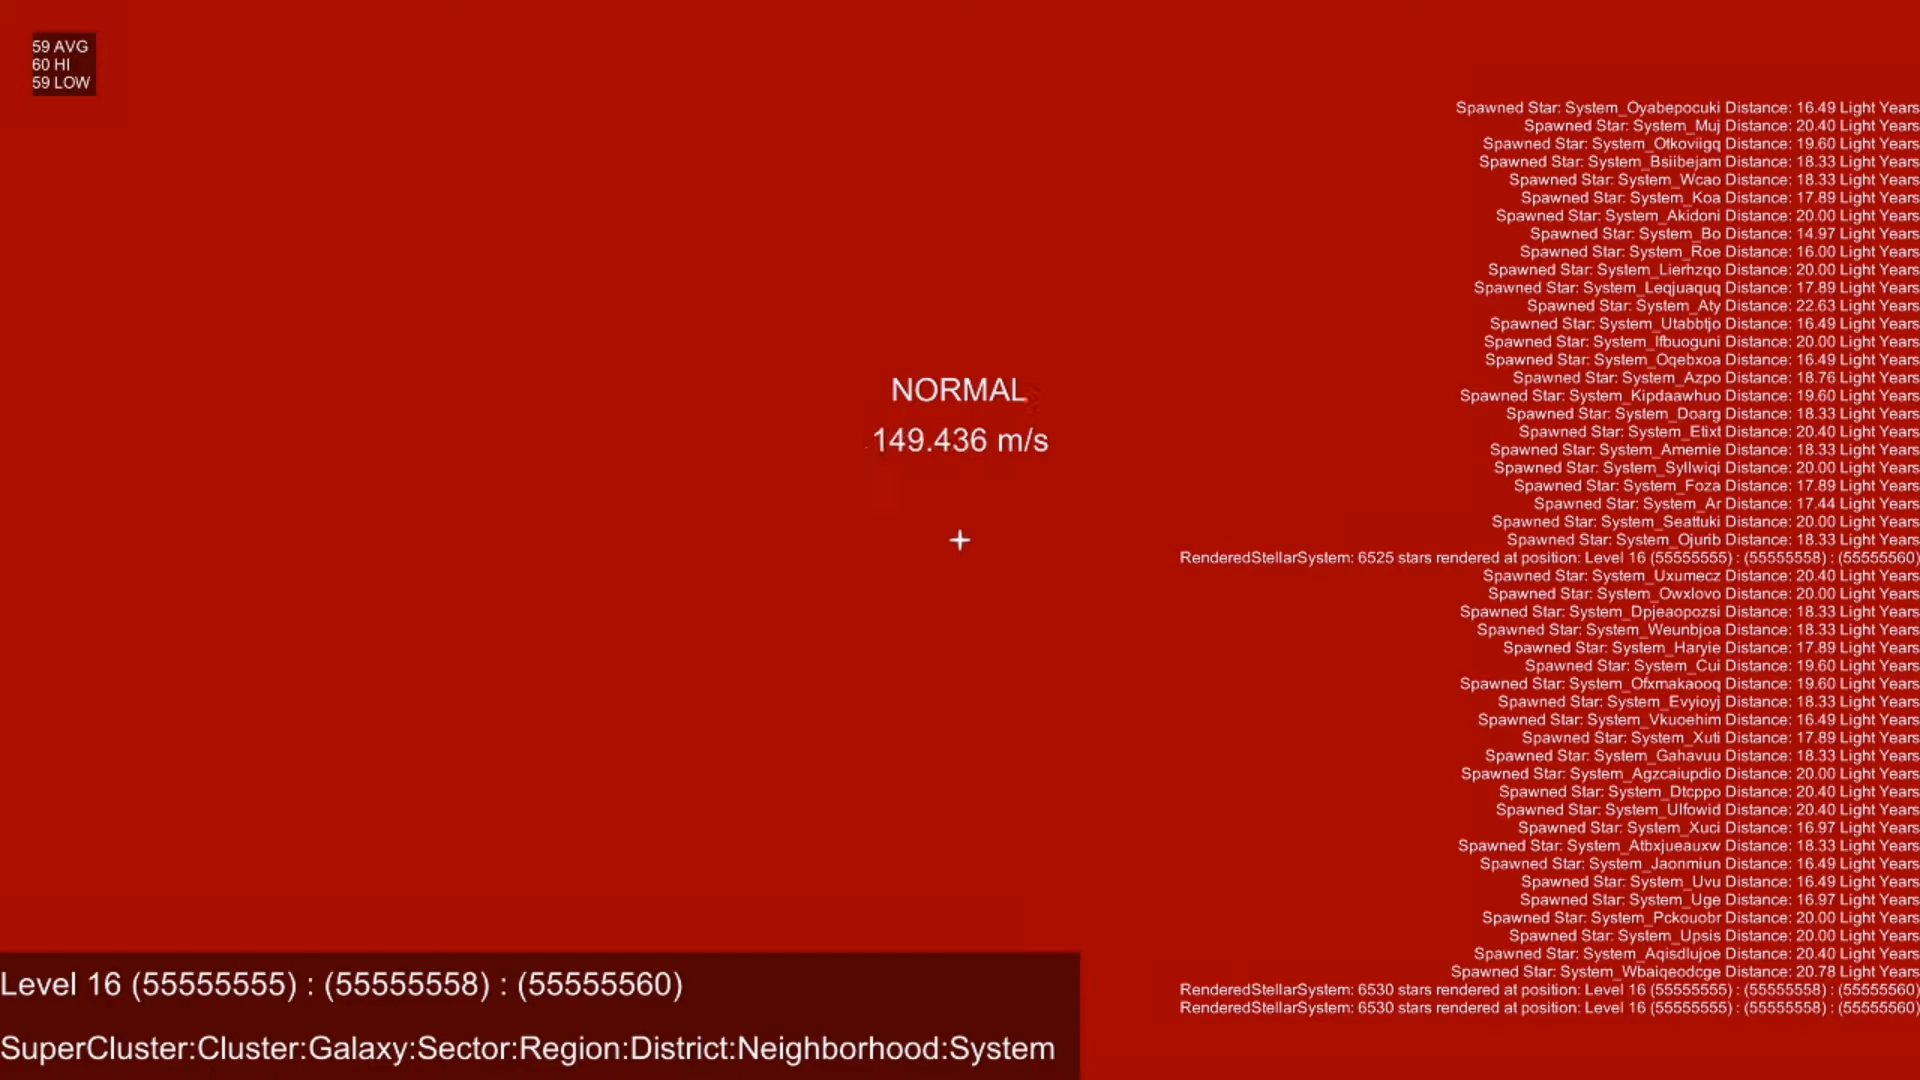 59 AVG
60 HI
59 LOW
Spawned Star: System_Oyabepocuki Distance: 16.49 Light Years
Spawned Star: System_Muj Distance: 20.40 Light Years
Spawned Star: System_Otkoviigq Distance: 19.60 Light Years
Spawned Star: System_Bsiibejam Distance: 18.33 Light Years
Spawned Star: System_Wcao Distance: 18.33 Light Years
Spawned Star: System_Koa Distance: 17.89 Light Years
Spawned Star: System_Akidoni Distance: 20.00 Light Years
Spawned Star: System_Bo Distance: 14.97 Light Years
Spawned Star: System_Roe Distance: 16.00 Light Years
Spawned Star: System_Lierhzqo Distance: 20.00 Light Years
Spawned Star: System_Leqjuaquq Distance: 17.89 Light Years
Spawned Star: System_Aty Distance: 22.63 Light Years
Spawned Star: System_Utabbtjo Distance: 16.49 Light Years
Spawned Star: System_Ifbuoguni Distance: 20.00 Light Years
Spawned Star: System_Oqebxoa Distance: 16.49 Light Years
Spawned Star: System_Azpo Distance: 18.76 Light Years
Spawned Star: System_Kipdaawhuo Distance: 19.60 Light Years
Spawned Star: System_Doarg Distance: 18.33 Light Years
Spawned Star: System_Etixt Distance: 20.40 Light Years
Spawned Star: System_Amemie Distance: 18.33 Light Years
Spawned Star: System_Syllwiqi Distance: 20.00 Light Years
Spawned Star: System_Foza Distance: 17.89 Light Years
Spawned Star: System_Ar Distance: 17.44 Light Years
Spawned Star: System_Seattuki Distance: 20.00 Light Years
Spawned Star: System_Ojurib Distance: 18.33 Light Years
RenderedStellarSystem: 6525 stars rendered at position: Level 16 (55555555) : (55555558) : (55555560)
Spawned Star: System_Uxumecz Distance: 20.40 Light Years
Spawned Star: System_Owxlovo Distance: 20.00 Light Years
Spawned Star: System_Dpjeaopozsi Distance: 18.33 Light Years
Spawned Star: System_Weunbjoa Distance: 18.33 Light Years
Spawned Star: System_Haryie Distance: 17.89 Light Years
Spawned Star: System_Cui Distance: 19.60 Light Years
Spawned Star: System_Ofxmakaooq Distance: 19.60 Light Years
Spawned Star: System_Evyioyj Distance: 18.33 Light Years
Spawned Star: System_Vkuoehim Distance: 16.49 Light Years
Spawned Star: System_Xuti Distance: 17.89 Light Years
Spawned Star: System_Gahavuu Distance: 18.33 Light Years
Spawned Star: System_Agzcaiupdio Distance: 20.00 Light Years
Spawned Star: System_Dtcppo Distance: 20.40 Light Years
Spawned Star: System_Ulfowid Distance: 20.40 Light Years
Spawned Star: System_Xuci Distance: 16.97 Light Years
Spawned Star: System_Atbxjueauxw Distance: 18.33 Light Years
Spawned Star: System_Jaonmiun Distance: 16.49 Light Years
Spawned Star: System_Uvu Distance: 16.49 Light Years
Spawned Star: System_Uge Distance: 16.97 Light Years
Spawned Star: System_Pckouobr Distance: 20.00 Light Years
Spawned Star: System_Upsis Distance: 20.00 Light Years
Spawned Star: System_Aqisdlujoe Distance: 20.40 Light Years
Spawned Star: System_Wbaiqeodcge Distance: 20.78 Light Years
RenderedStellarSystem: 6530 stars rendered at position: Level 16 (55555555) : (55555558) : (55555560)
RenderedStellarSystem: 6530 stars rendered at position: Level 16 (55555555) : (55555558) : (55555560)
NORMAL
149.436 m/s
Level 16 (55555555) : (55555558) : (55555560)
SuperCluster:Cluster:Galaxy:Sector:Region:District:Neighborhood:System